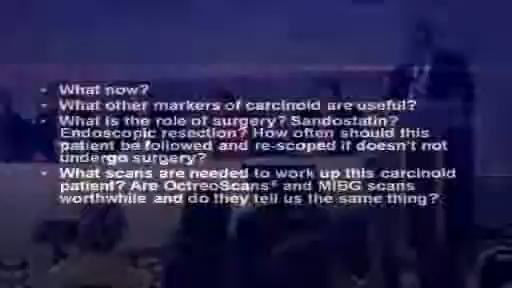 - What now?
- What other markers of carcinoid are useful?
- What is the role of surgery? Sandostatin?
Endoscopic resection? How often should this
patient be followed and re-scoped if doesn't not
undergo surgery?
- What scans are needed to work up this carcinoid
patient? Are OctreoScans® and MIBG scans
worthwhile and do they tell us the same thing?